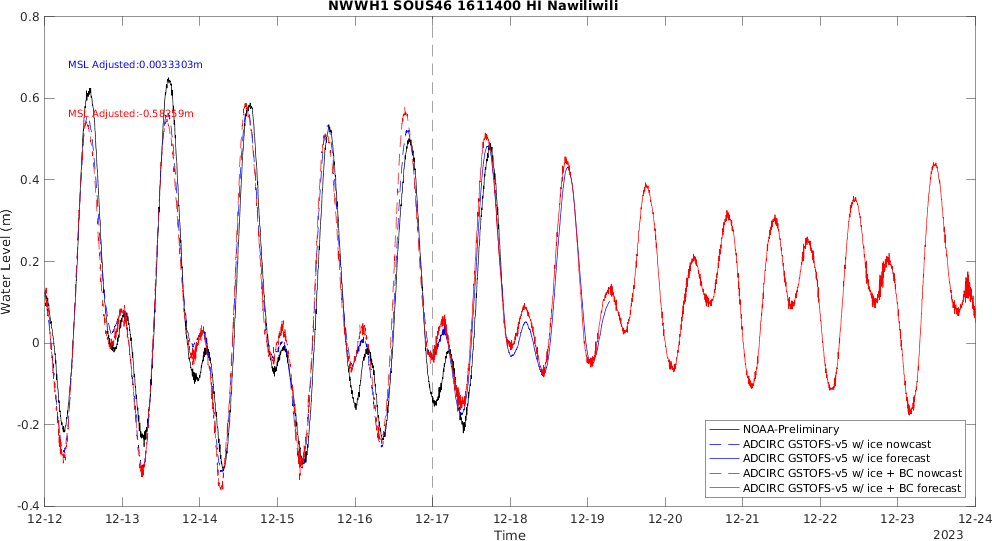 NWWH1 SOUS46 1611400 HI Nawiliwili
0.8
0.6
0.4
0.2
0
-0.2
-0.4
Water Level (m)
MSL Adjusted:0.0033303m
MSL Adjusted:-0.58259m
NOAA-Preliminary
ADCIRC GSTOFS-v5 w/ ice nowcast
ADCIRC GSTOFS-v5 w/ ice forecast
ADCIRC GSTOFS-v5 w/ ice + BC nowcast
ADCIRC GSTOFS-v5 w/ ice + BC forecast
12-12 12-13 12-14 12-15 12-16 12-17 12-18 12-19 12-20 12-21 12-22 12-23 12-24
Time
2023